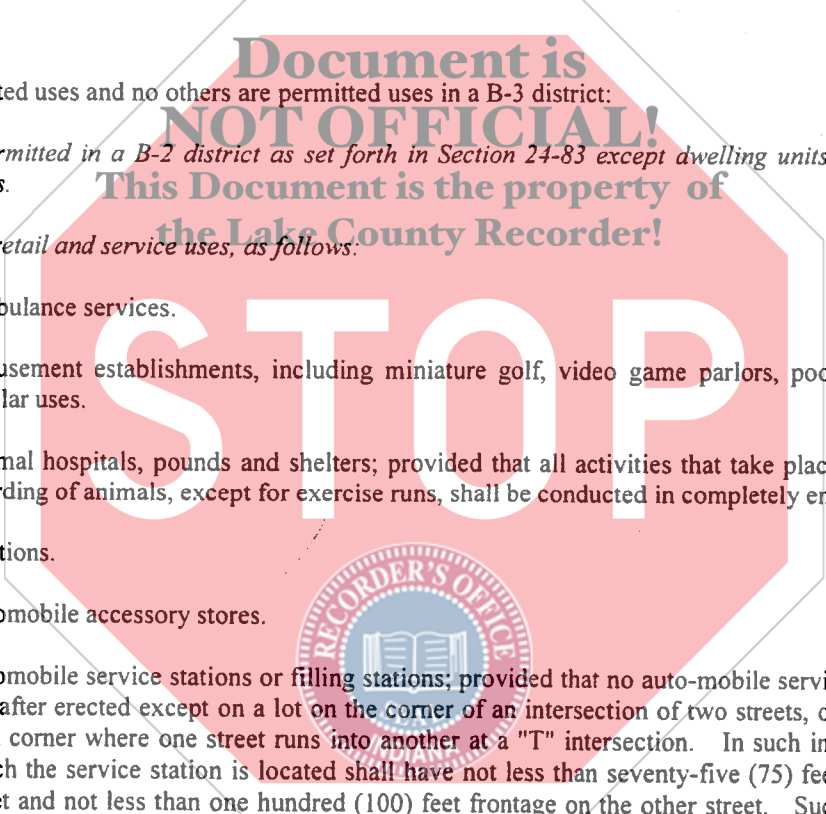 Document is
ted uses and no others are permitted uses in a B-3 district:
NOT OFFICIAL!
rmitted in a B-2 district as set forth in Section 24-83 except dwelling units
s.
This Document is the property of
the Lake County Recorder!
etail and service uses, as follows:
bulance services.
usement establishments, including miniature golf, video game parlors, poo
lar uses.
STOP
mal hospitals, pounds and shelters; provided that all activities that take plac
rding of animals, except for exercise runs, shall be conducted in completely en
tions.
omobile accessory stores.
RECORDER'S OFFICE
omobile service stations or filling stations; provided that no auto-mobile servi
after erected except on a lot on the corner of an intersection of two streets, o
corner where one street runs into another at a "T" intersection. In such in
INDIANA
ch the service station is located shall have not less than seventy-five (75) fee
et and not less than one hundred (100) feet frontage on the other street. Suc